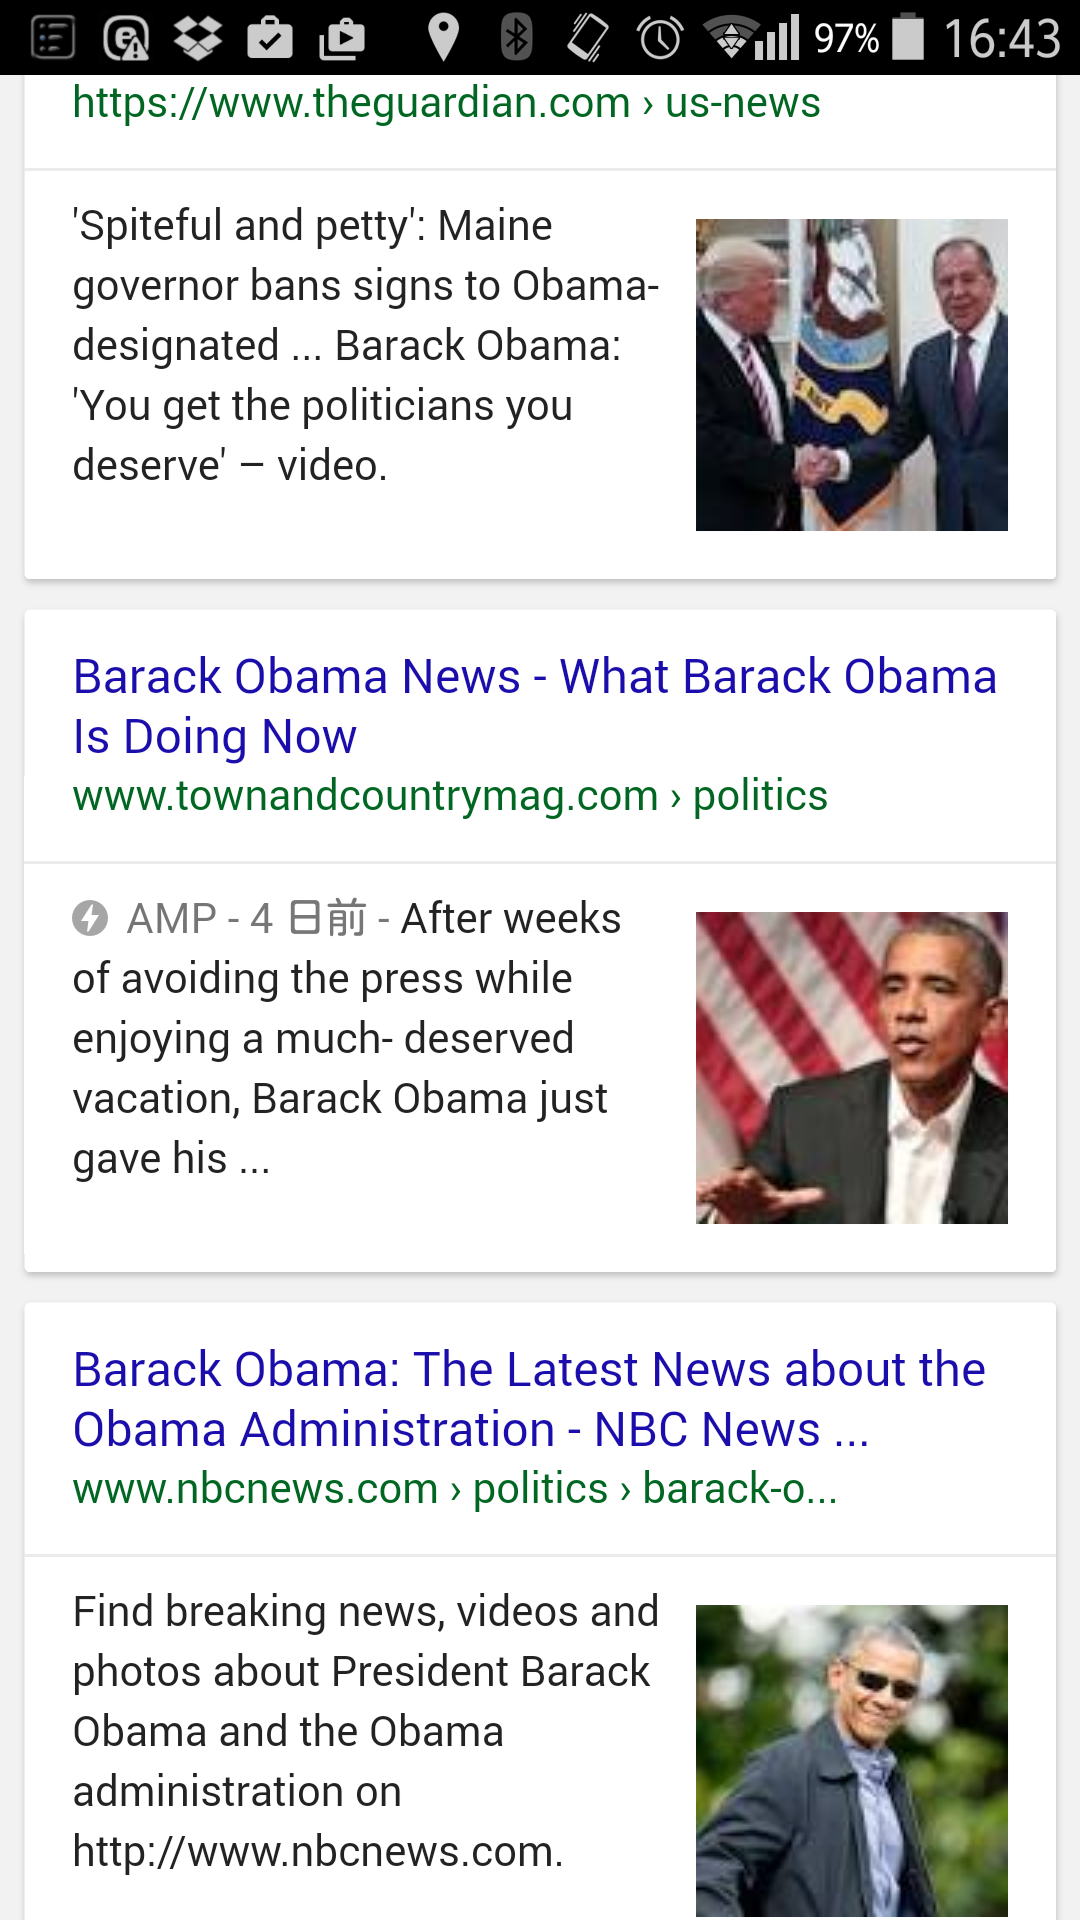 97% 16:43
https://www.theguardian.com › us-news
'Spiteful and petty': Maine
governor bans signs to Obama-
designated ... Barack Obama:
'You get the politicians you
deserve' – video.
Barack Obama News - What Barack Obama
Is Doing Now
www.townandcountrymag.com › politics
AMP - 4 日前 - After weeks
of avoiding the press while
enjoying a much- deserved
vacation, Barack Obama just
gave his ...
Barack Obama: The Latest News about the
Obama Administration - NBC News ...
www.nbcnews.com › politics › barack-o...
Find breaking news, videos and
photos about President Barack
Obama and the Obama
administration on
http://www.nbcnews.com.